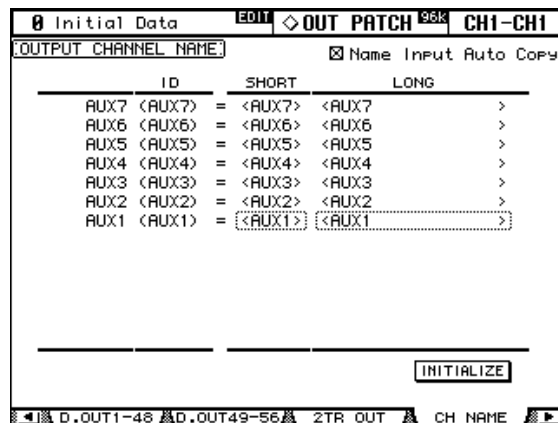 0 Initial Data EDIT ◇OUT PATCH 96k CH1-CH1
OUTPUT CHANNEL NAME
☒ Name Input Auto Copy
ID SHORT LONG
AUX7 (AUX7) = <AUX7> <AUX7 >
AUX6 (AUX6) = <AUX6> <AUX6 >
AUX5 (AUX5) = <AUX5> <AUX5 >
AUX4 (AUX4) = <AUX4> <AUX4 >
AUX3 (AUX3) = <AUX3> <AUX3 >
AUX2 (AUX2) = <AUX2> <AUX2 >
AUX1 (AUX1) = <AUX1> <AUX1 >
INITIALIZE
D.OUT1-48 D.OUT49-56 2TR OUT CH NAME